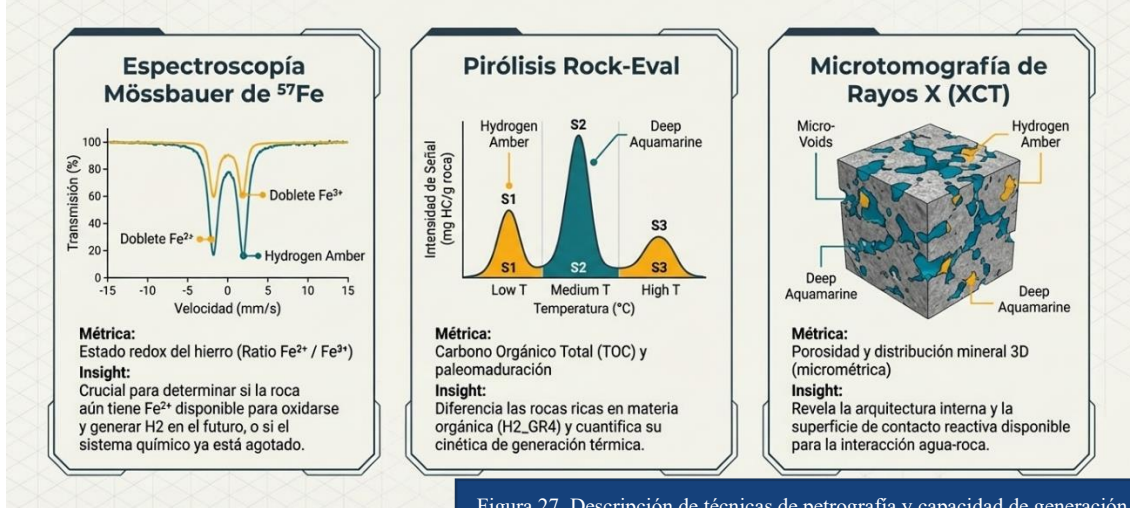 Espectroscopía
Mössbauer de ⁵⁷Fe
Transmisión (%)
100
80
60
40
20
0
-15 -10 -5 0 5 10 15
Velocidad (mm/s)
Doblete Fe³⁺
Doblete Fe²⁺
Hydrogen Amber
Métrica:
Estado redox del hierro (Ratio Fe²⁺ / Fe³⁺)
Insight:
Crucial para determinar si la roca
aún tiene Fe²⁺ disponible para oxidarse
y generar H2 en el futuro, o si el
sistema químico ya está agotado.
Pirólisis Rock-Eval
Intensidad de Señal
(mg HC/g roca)
Hydrogen
Amber
S2
Deep
Aquamarine
S1
S3
S1 S2 S3
Low T Medium T High T
Temperatura (°C)
Métrica:
Carbono Orgánico Total (TOC) y
paleomaduración
Insight:
Diferencia las rocas ricas en materia
orgánica (H2_GR4) y cuantifica su
cinética de generación térmica.
Microtomografía de
Rayos X (XCT)
Micro-
Voids
Hydrogen
Amber
Deep
Aquamarine
Deep
Aquamarine
Métrica:
Porosidad y distribución mineral 3D
(micrométrica)
Insight:
Revela la arquitectura interna y la
superficie de contacto reactiva disponible
para la interacción agua-roca.
Figura 27. Descripción de técnicas de petrografía y capacidad de generación